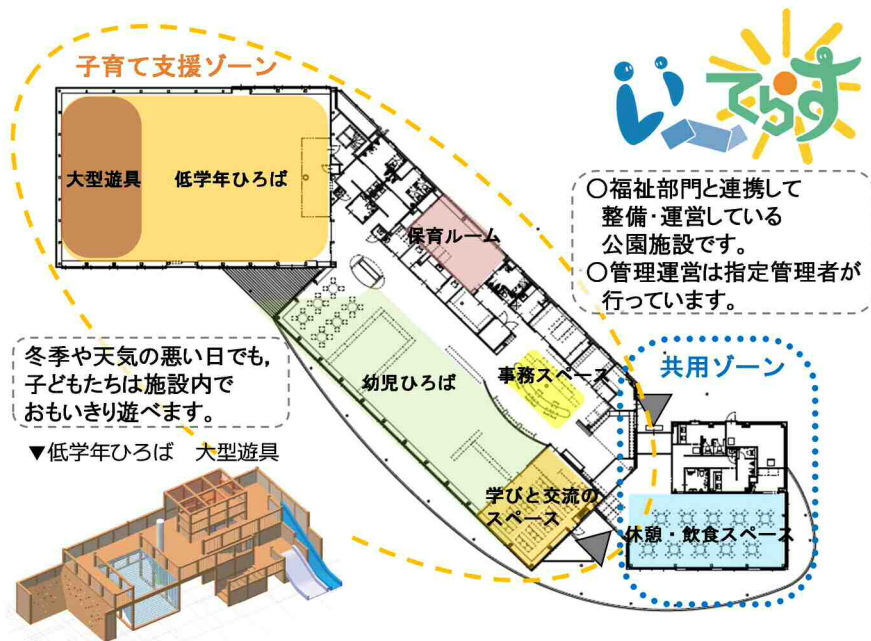 子育て支援ゾーン
い～てらす
大型遊具
低学年ひろば
○福祉部門と連携して
整備・運営している
公園施設です。
○管理運営は指定管理者が
行っています。
保育ルーム
冬季や天気の悪い日でも，
子どもたちは施設内で
おもいきり遊べます。
幼児ひろば
事務スペース
共用ゾーン
▼低学年ひろば　大型遊具
学びと交流の
スペース
休憩・飲食スペース